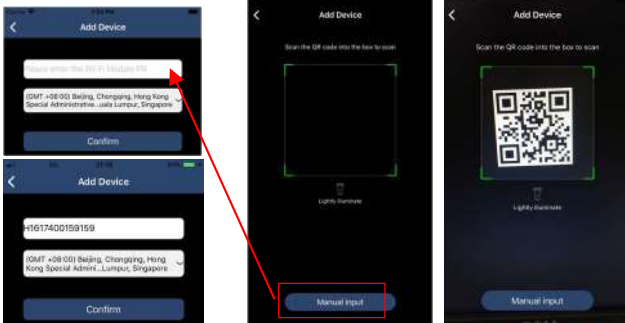 Add Device
Please enter the Wi-Fi Module PN
(GMT +08:00) Beijing, Chongqing, Hong Kong
Special Administrative...uala Lumpur, Singapore
Confirm
Add Device
H1617400159159
(GMT +08:00) Beijing, Chongqing, Hong
Kong Special Admini...Lumpur, Singapore
Confirm
Add Device
Scan the QR code into the box to scan
Lightly illuminate
Manual input
Add Device
Scan the QR code into the box to scan
Lightly illuminate
Manual input